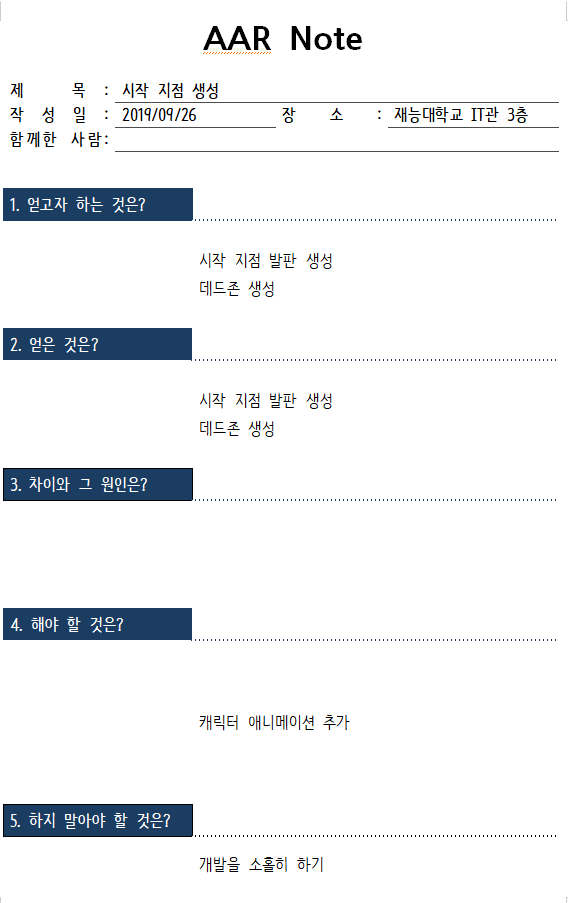 AAR Note
제 목 : 시작 지점 생성
작 성 일 : 2019/09/26 장 소 : 재능대학교 IT관 3층
함께한 사람:
1. 얻고자 하는 것은?
시작 지점 발판 생성
데드존 생성
2. 얻은 것은?
시작 지점 발판 생성
데드존 생성
3. 차이와 그 원인은?
4. 해야 할 것은?
캐릭터 애니메이션 추가
5. 하지 말아야 할 것은?
개발을 소홀히 하기